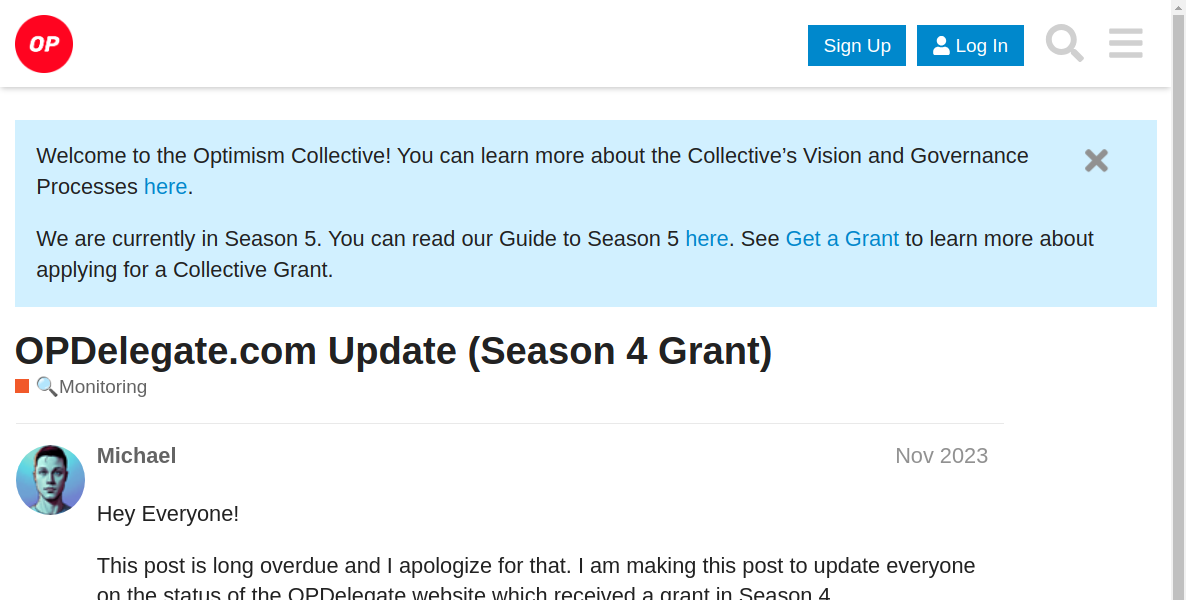 OP
Sign Up
Log In
Welcome to the Optimism Collective! You can learn more about the Collective’s Vision and Governance
Processes here.
We are currently in Season 5. You can read our Guide to Season 5 here. See Get a Grant to learn more about
applying for a Collective Grant.
OPDelegate.com Update (Season 4 Grant)
🔍Monitoring
Michael
Nov 2023
Hey Everyone!
This post is long overdue and I apologize for that. I am making this post to update everyone
on the status of the OPDelegate website which received a grant in Season 4.